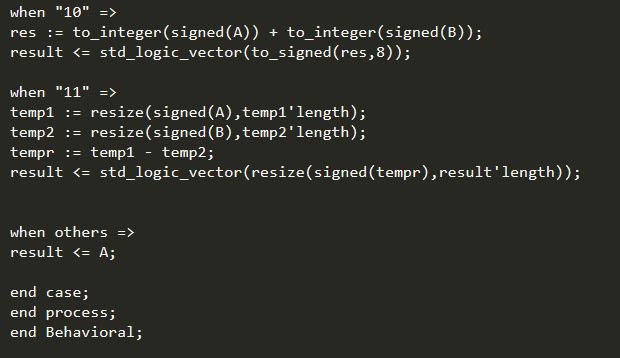 when "10" =>
res := to_integer(signed(A)) + to_integer(signed(B));
result <= std_logic_vector(to_signed(res,8));
when "11" =>
temp1 := resize(signed(A),temp1'length);
temp2 := resize(signed(B),temp2'length);
tempr := temp1 - temp2;
result <= std_logic_vector(resize(signed(tempr),result'length));
when others =>
result <= A;
end case;
end process;
end Behavioral;